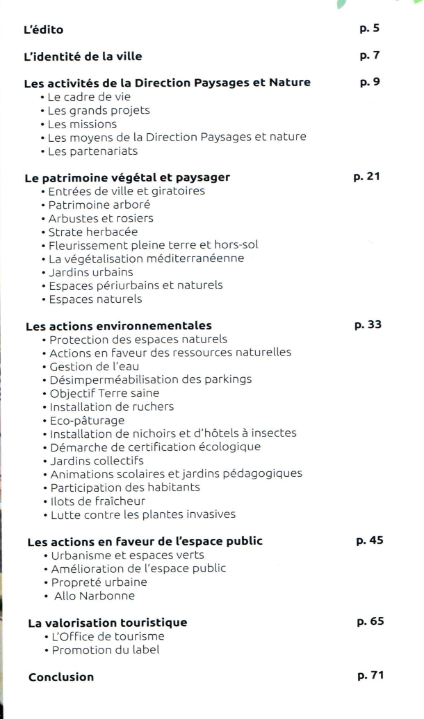 L'édito p. 5
L'identité de la ville p. 7
Les activités de la Direction Paysages et Nature p. 9
• Le cadre de vie
• Les grands projets
• Les missions
• Les moyens de la Direction Paysages et nature
• Les partenariats
Le patrimoine végétal et paysager p. 21
• Entrées de ville et giratoires
• Patrimoine arboré
• Arbustes et rosiers
• Strate herbacée
• Fleurissement pleine terre et hors-sol
• La végétalisation méditerranéenne
• Jardins urbains
• Espaces périurbains et naturels
• Espaces naturels
Les actions environnementales p. 33
• Protection des espaces naturels
• Actions en faveur des ressources naturelles
• Gestion de l'eau
• Désimperméabilisation des parkings
• Objectif Terre saine
• Installation de ruchers
• Eco-pâturage
• Installation de nichoirs et d'hôtels à insectes
• Démarche de certification écologique
• Jardins collectifs
• Animations scolaires et jardins pédagogiques
• Participation des habitants
• Ilots de fraîcheur
• Lutte contre les plantes invasives
Les actions en faveur de l'espace public p. 45
• Urbanisme et espaces verts
• Amélioration de l'espace public
• Propreté urbaine
• Allo Narbonne
La valorisation touristique p. 65
• L'Office de tourisme
• Promotion du label
Conclusion p. 71